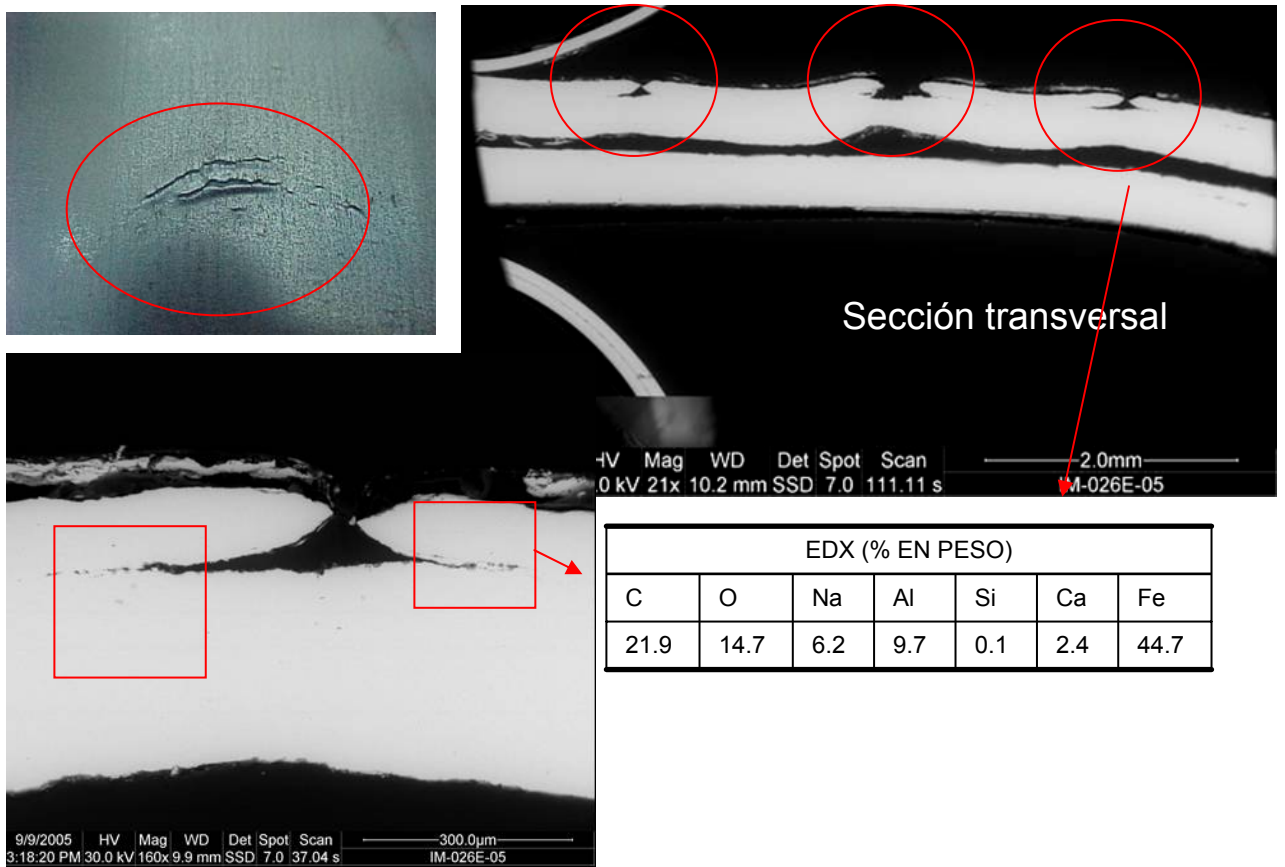 Sección transversal
HV Mag WD Det Spot Scan 2.0mm
.0 kV 21x 10.2 mm SSD 7.0 111.11 s IM-026E-05
EDX (% EN PESO)
C O Na Al Si Ca Fe
21.9 14.7 6.2 9.7 0.1 2.4 44.7
9/9/2005 HV Mag WD Det Spot Scan 300.0µm
3:18:20 PM 30.0 kV 160x 9.9 mm SSD 7.0 37.04 s IM-026E-05